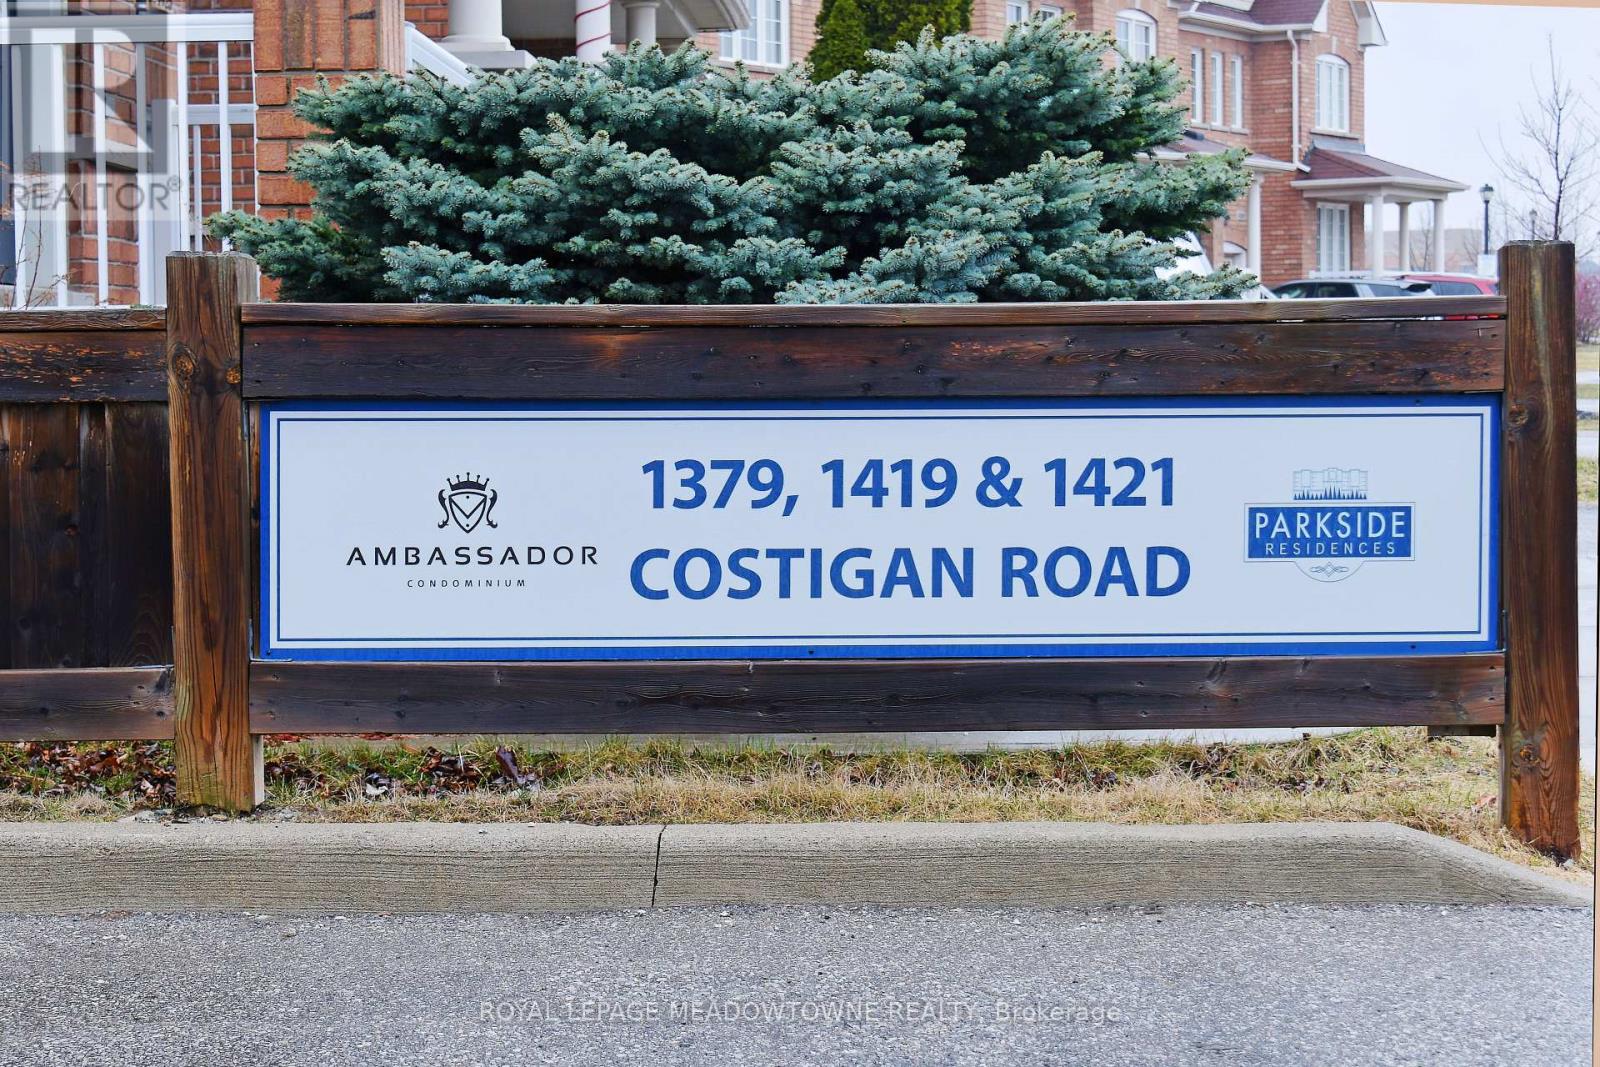 REALTOR®
1379, 1419 & 1421
COSTIGAN ROAD
AMBASSADOR
CONDOMINIUM
PARKSIDE
RESIDENCES
ROYAL LEPAGE MEADOWTOWNE REALTY, Brokerage